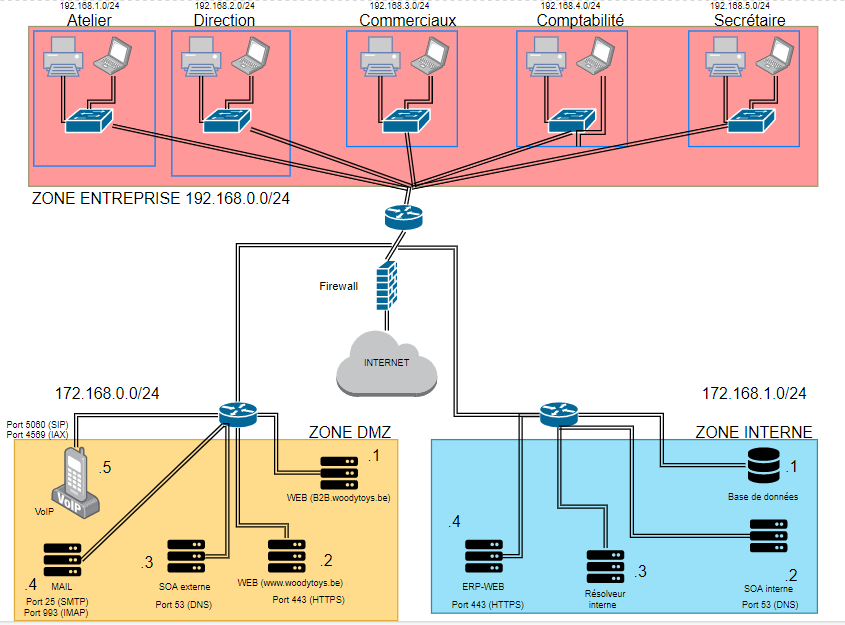 192.168.1.0/24
192.168.2.0/24
192.168.3.0/24
192.168.4.0/24
192.168.5.0/24
Atelier
Direction
Commerciaux
Comptabilité
Secrétaire
ZONE ENTREPRISE 192.168.0.0/24
Firewall
INTERNET
172.168.0.0/24
172.168.1.0/24
Port 5060 (SIP)
Port 4569 (IAX)
ZONE DMZ
ZONE INTERNE
.5
VoIP
VoIP
.1
WEB (B2B.woodytoys.be)
.4
MAIL
Port 25 (SMTP)
Port 993 (IMAP)
.3
SOA externe
Port 53 (DNS)
.2
WEB (www.woodytoys.be)
Port 443 (HTTPS)
.1
Base de données
.4
ERP-WEB
Port 443 (HTTPS)
.3
Résolveur
interne
.2
SOA interne
Port 53 (DNS)